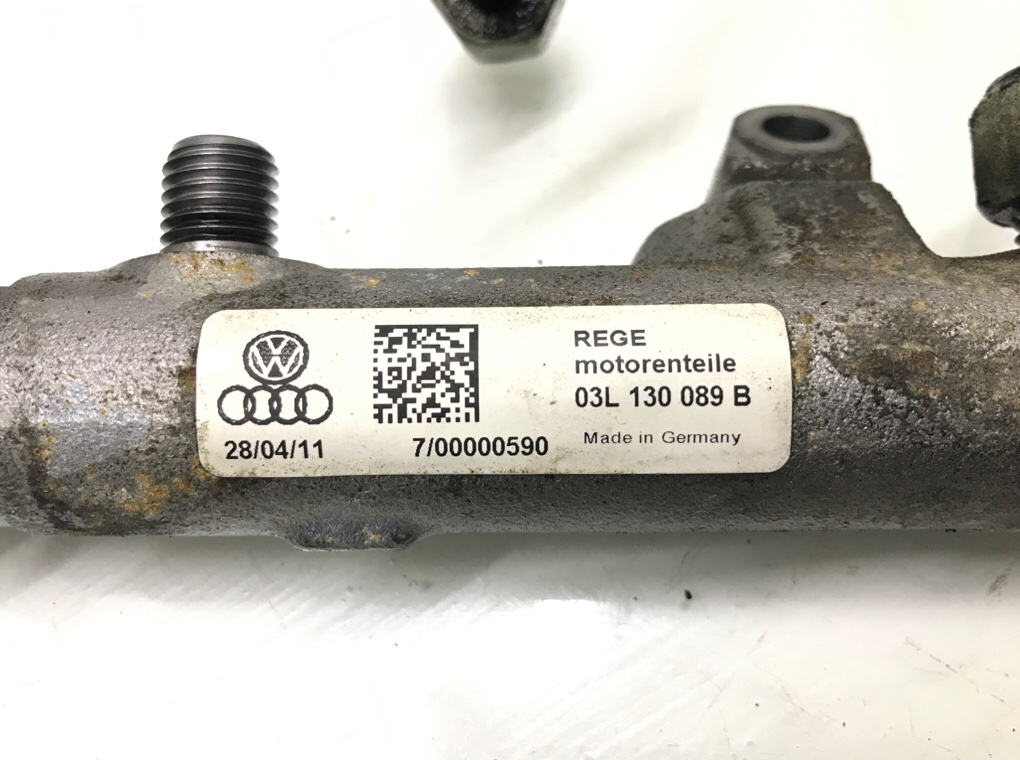 REGE
motorenteile
03L 130 089 B
28/04/11
7/00000590
Made in Germany